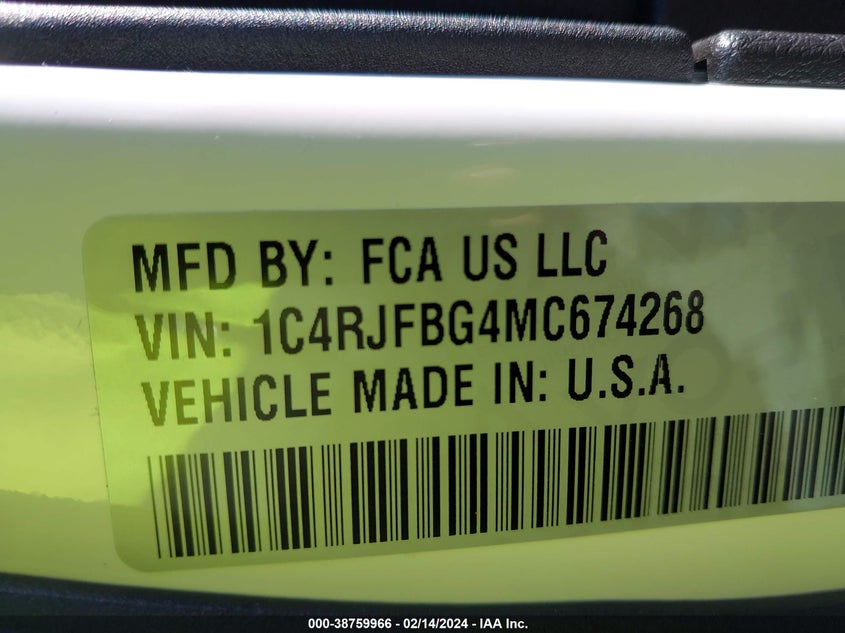 MFD BY: FCA US LLC
VIN: 1C4RJFBG4MC674268
VEHICLE MADE IN: U.S.A.
000-38759966 - 02/14/2024 - IAA Inc.